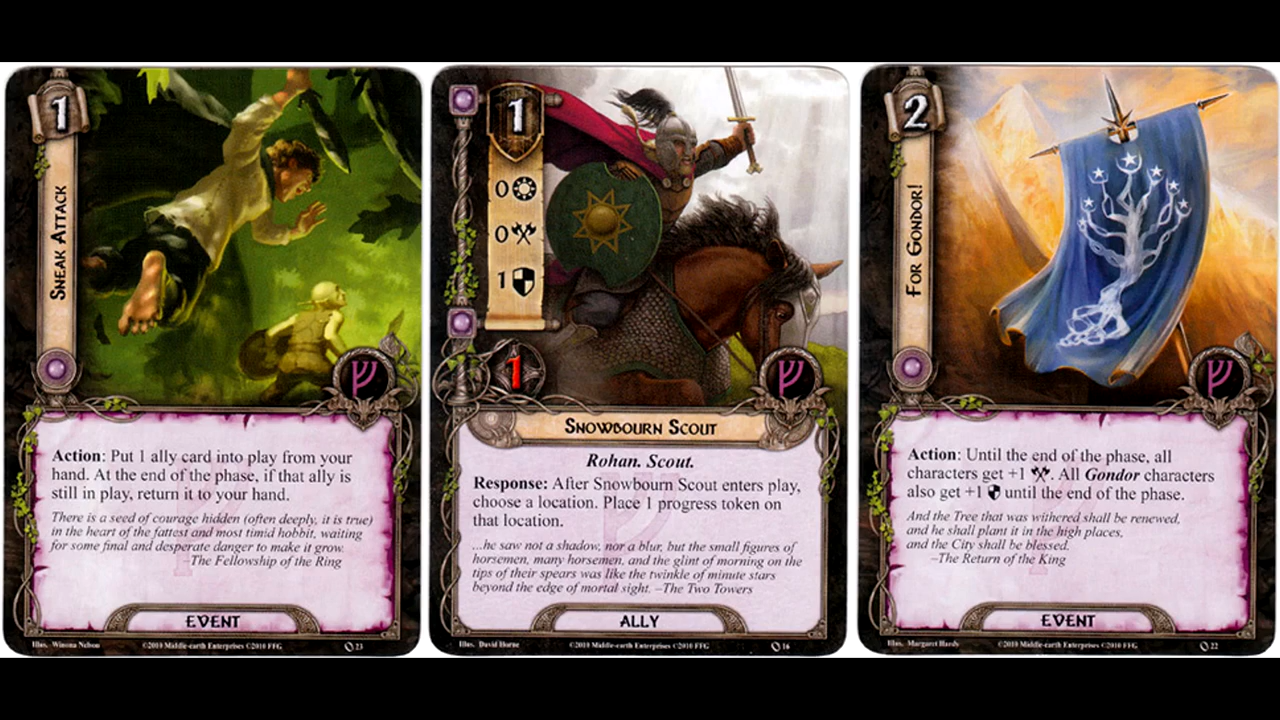 1
SNEAK ATTACK
Action: Put 1 ally card into play from your
hand. At the end of the phase, if that ally is
still in play, return it to your hand.
There is a seed of courage hidden (often deeply, it is true)
in the heart of the fattest and most timid hobbit, waiting
for some final and desperate danger to make it grow.
–The Fellowship of the Ring
EVENT
Illus. Winona Nelson ©2010 Middle-earth Enterprises ©2010 FFG 23
1
0
0
1
1
SNOWBOURN SCOUT
Rohan. Scout.
Response: After Snowbourn Scout enters play,
choose a location. Place 1 progress token on
that location.
...he saw not a shadow, nor a blur, but the small figures of
horsemen, many horsemen, and the glint of morning on the
tips of their spears was like the twinkle of minute stars
beyond the edge of mortal sight. –The Two Towers
ALLY
Illus. David Horne ©2010 Middle-earth Enterprises ©2010 FFG 16
2
FOR GONDOR!
Action: Until the end of the phase, all
characters get +1 . All Gondor characters
also get +1 until the end of the phase.
And the Tree that was withered shall be renewed,
and he shall plant it in the high places,
and the City shall be blessed.
–The Return of the King
EVENT
Illus. Margaret Hardy ©2010 Middle-earth Enterprises ©2010 FFG 22